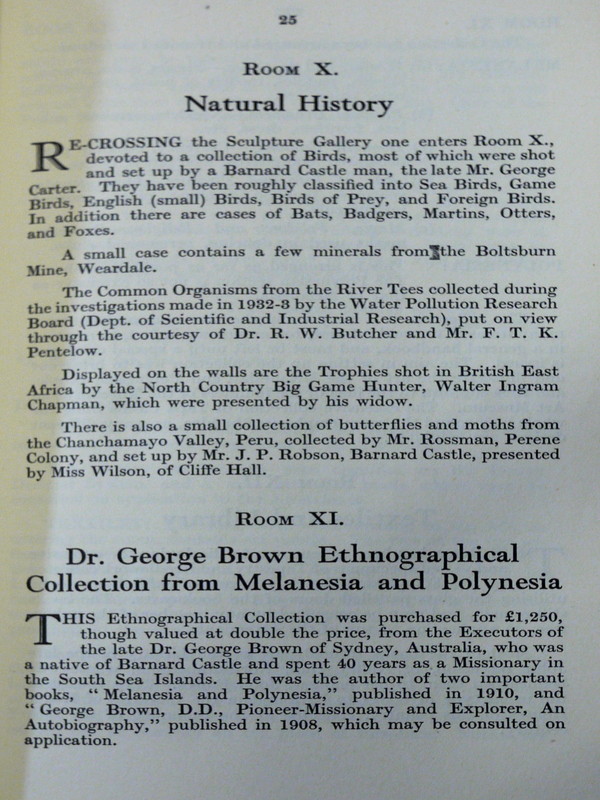 25
ROOM X.
Natural History
RE-CROSSING the Sculpture Gallery one enters Room X.,
devoted to a collection of Birds, most of which were shot
and set up by a Barnard Castle man, the late Mr. George
Carter. They have been roughly classified into Sea Birds, Game
Birds, English (small) Birds, Birds of Prey, and Foreign Birds.
In addition there are cases of Bats, Badgers, Martins, Otters,
and Foxes.
A small case contains a few minerals from the Boltsburn
Mine, Weardale.
The Common Organisms from the River Tees collected during
the investigations made in 1932-3 by the Water Pollution Research
Board (Dept. of Scientific and Industrial Research), put on view
through the courtesy of Dr. R. W. Butcher and Mr. F. T. K.
Pentelow.
Displayed on the walls are the Trophies shot in British East
Africa by the North Country Big Game Hunter, Walter Ingram
Chapman, which were presented by his widow.
There is also a small collection of butterflies and moths from
the Chanchamayo Valley, Peru, collected by Mr. Rossman, Perene
Colony, and set up by Mr. J. P. Robson, Barnard Castle, presented
by Miss Wilson, of Cliffe Hall.
ROOM XI.
Dr. George Brown Ethnographical
Collection from Melanesia and Polynesia
THIS Ethnographical Collection was purchased for £1,250,
though valued at double the price, from the Executors of
the late Dr. George Brown of Sydney, Australia, who was
a native of Barnard Castle and spent 40 years as a Missionary in
the South Sea Islands. He was the author of two important
books, "Melanesia and Polynesia," published in 1910, and
"George Brown, D.D., Pioneer-Missionary and Explorer, An
Autobiography," published in 1908, which may be consulted on
application.